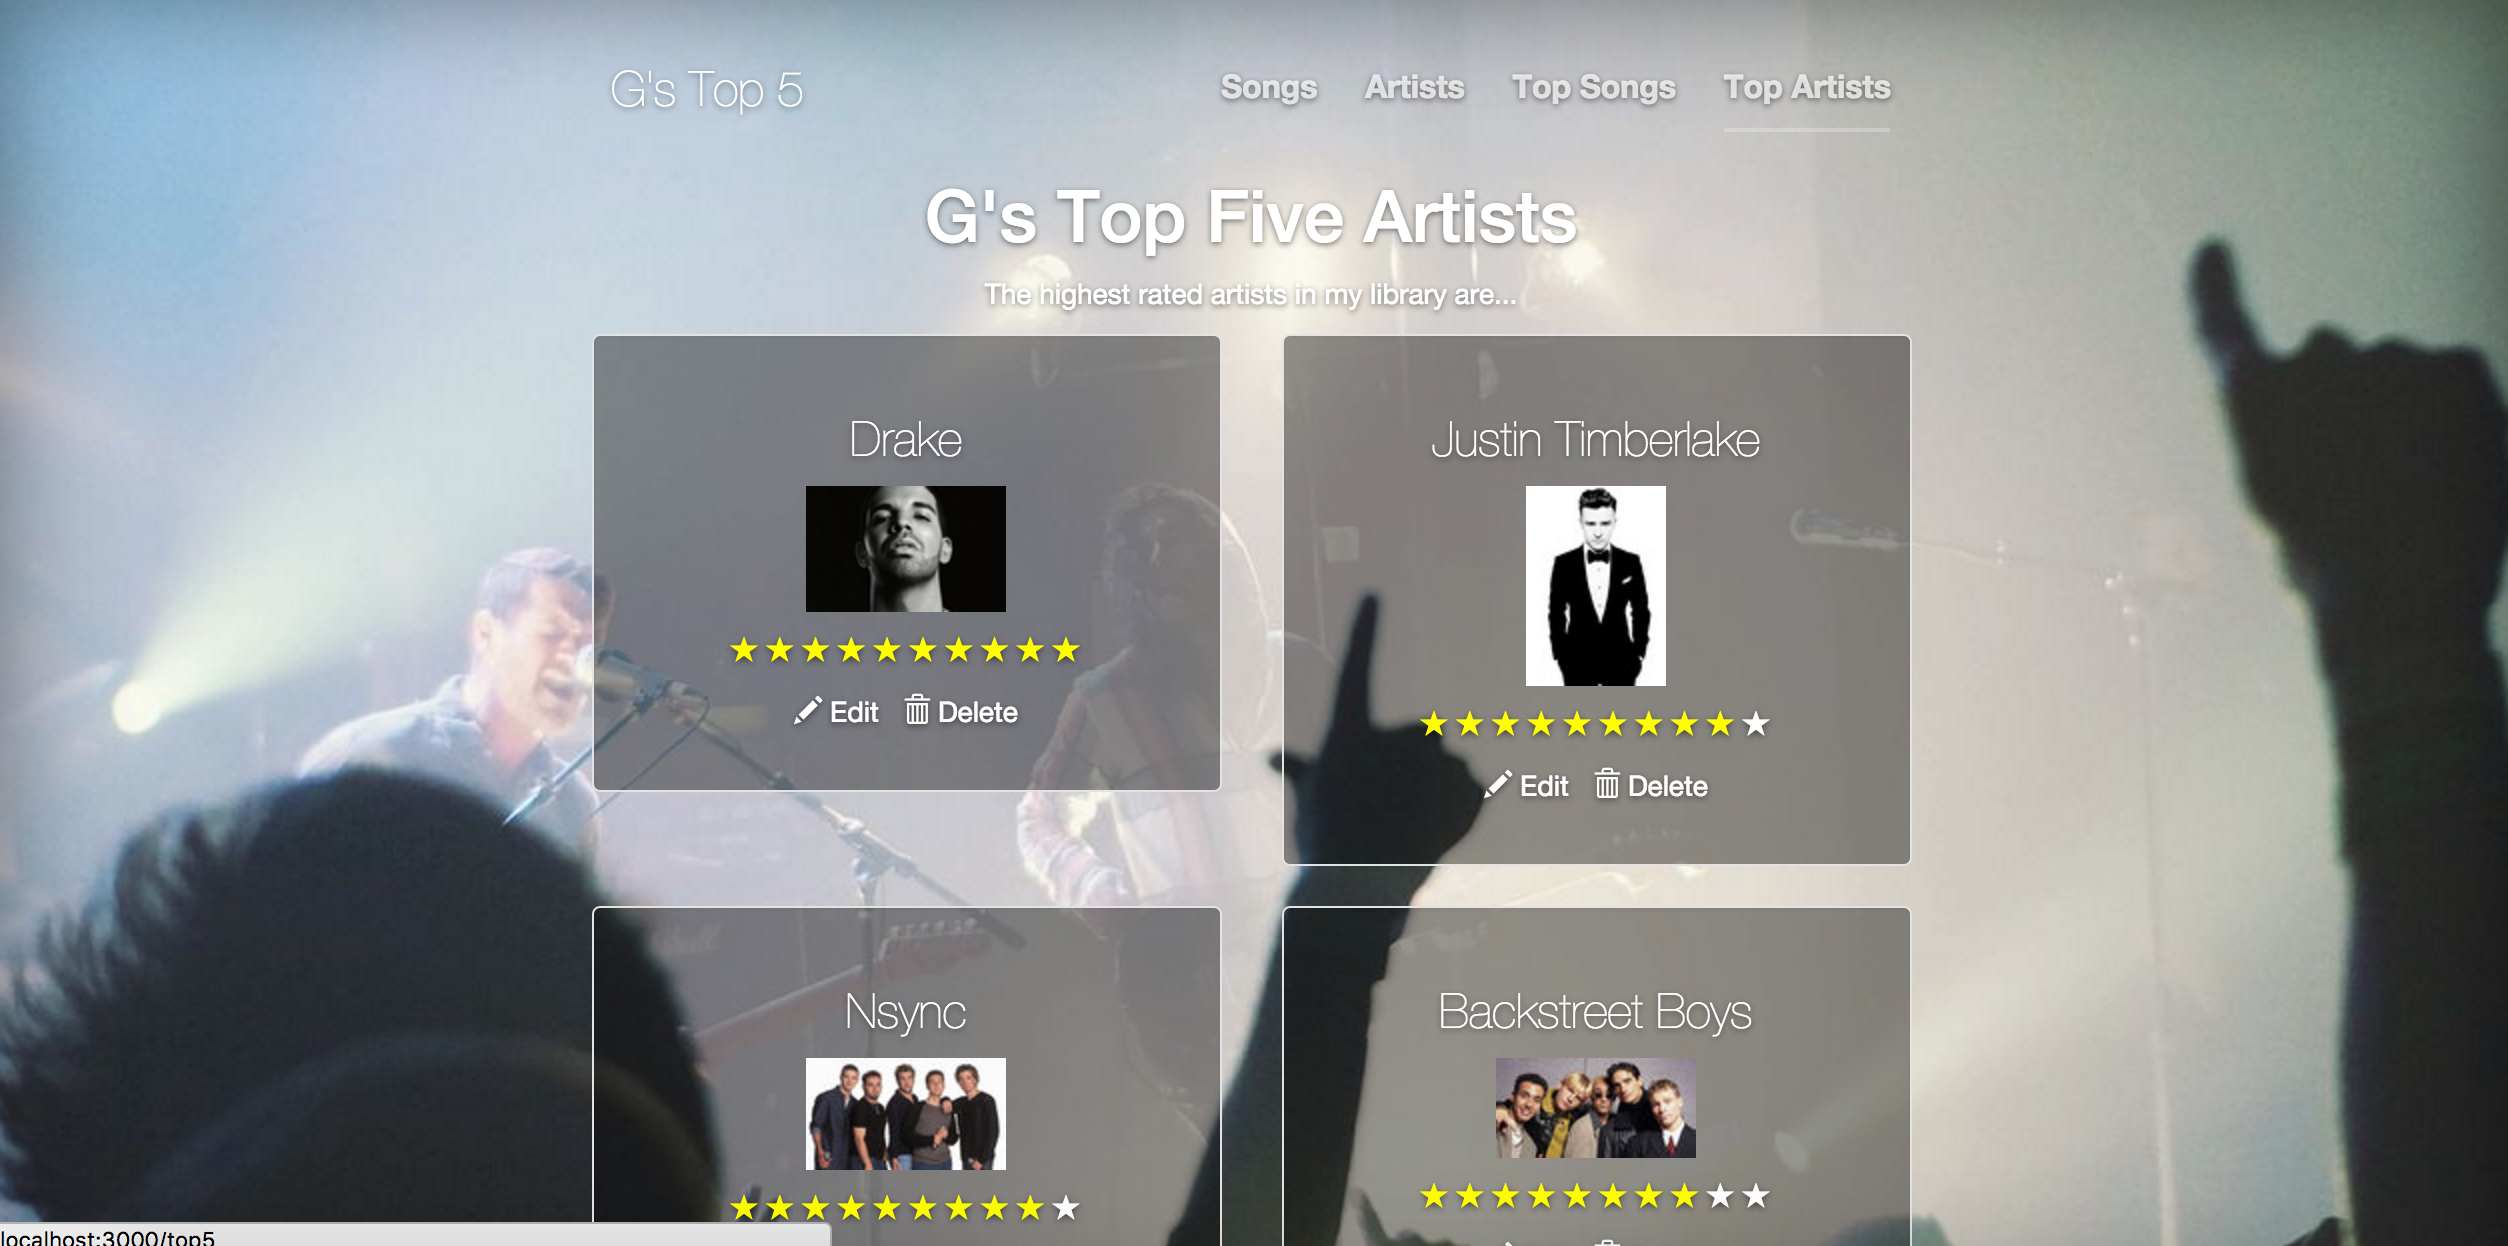 G's Top 5
Songs Artists Top Songs Top Artists
G's Top Five Artists
The highest rated artists in my library are...
Drake
Edit Delete
Justin Timberlake
Edit Delete
Nsync
Backstreet Boys
localhost:3000/top5